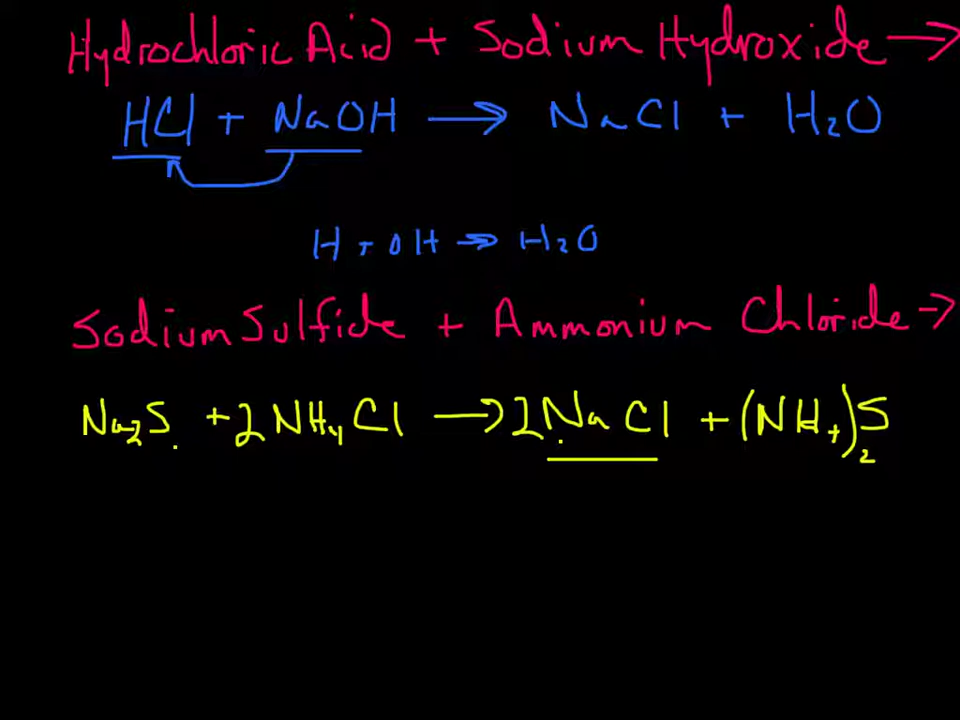 Hydrochloric Acid + Sodium Hydroxide →
HCl + NaOH → NaCl + H₂O
H + OH → H₂O
Sodium Sulfide + Ammonium Chloride →
Na₂S + 2NH₄Cl → 2NaCl + (NH₄)₂S